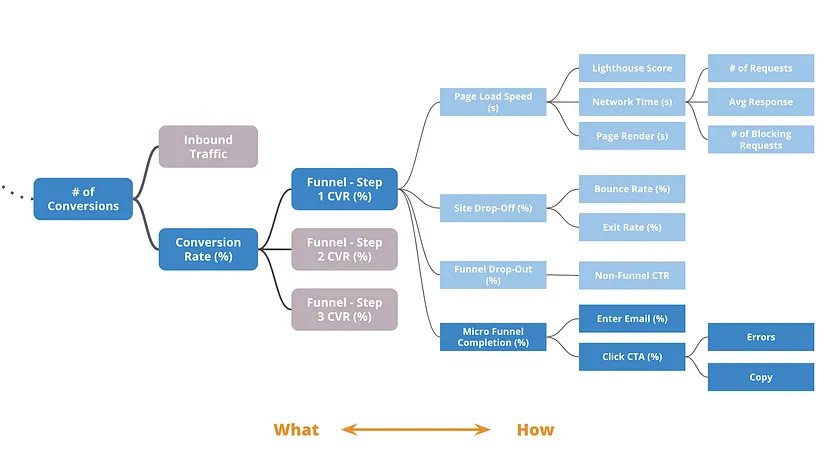 # of
Conversions
Inbound
Traffic
Conversion
Rate (%)
Funnel - Step
1 CVR (%)
Funnel - Step
2 CVR (%)
Funnel - Step
3 CVR (%)
Page Load Speed
(s)
Site Drop-Off (%)
Funnel Drop-Out
(%)
Micro Funnel
Completion (%)
Lighthouse Score
Network Time (s)
Page Render (s)
Bounce Rate (%)
Exit Rate (%)
Non-Funnel CTR
Enter Email (%)
Click CTA (%)
# of Requests
Avg Response
# of Blocking
Requests
Errors
Copy
What
How